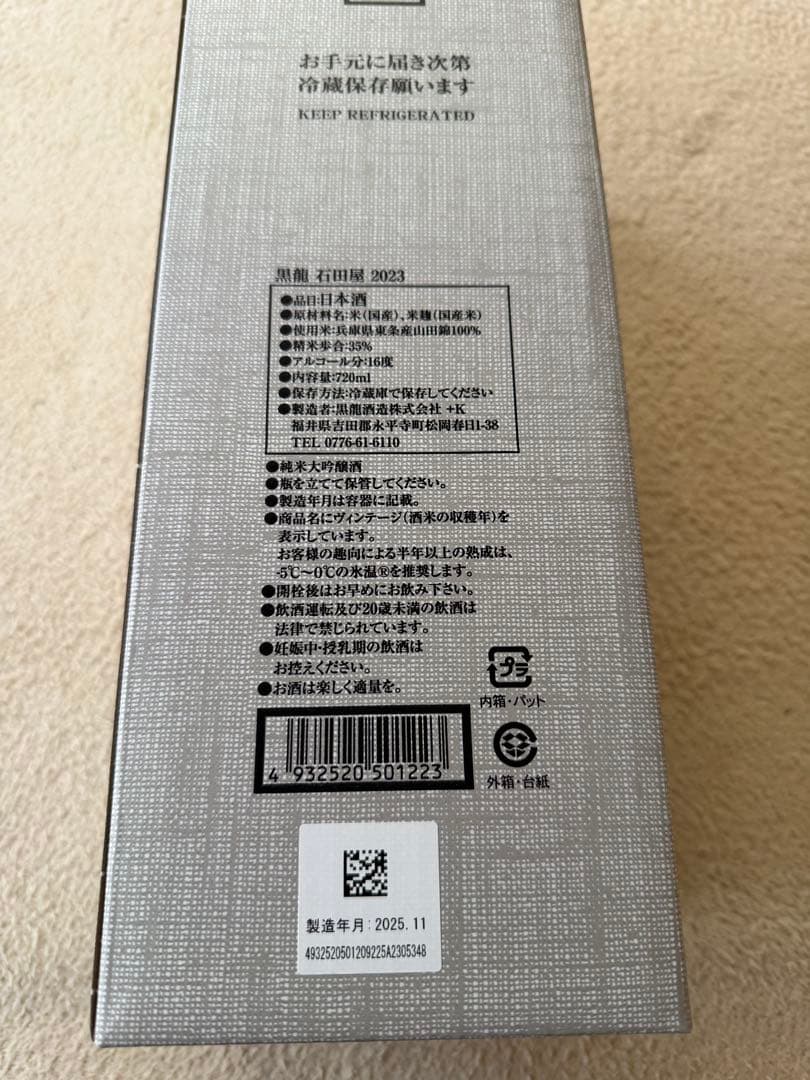 お手元に届き次第
冷蔵保存願います
KEEP REFRIGERATED
黒龍 石田屋 2023
●品目:日本酒
●原材料名:米(国産)、米麹(国産米)
●使用米:兵庫県東条産山田錦100%
●精米歩合:35%
●アルコール分:16度
●内容量:720ml
●保存方法:冷蔵庫で保存してください
●製造者:黒龍酒造株式会社 +K
福井県吉田郡永平寺町松岡春日1-38
TEL 0776-61-6110
●純米大吟醸酒
●瓶を立てて保管してください。
●製造年月は容器に記載。
●商品名にヴィンテージ(酒米の収穫年)を
表示しています。
お客様の趣向による半年以上の熟成は、
-5℃〜0℃の氷温®を推奨します。
●開栓後はお早めにお飲み下さい。
●飲酒運転及び20歳未満の飲酒は
法律で禁じられています。
●妊娠中・授乳期の飲酒は
お控えください。
●お酒は楽しく適量を。
プラ
内箱・パット
外箱・台紙
4 932520 501223
製造年月:2025.11
4932520501209225A2305348